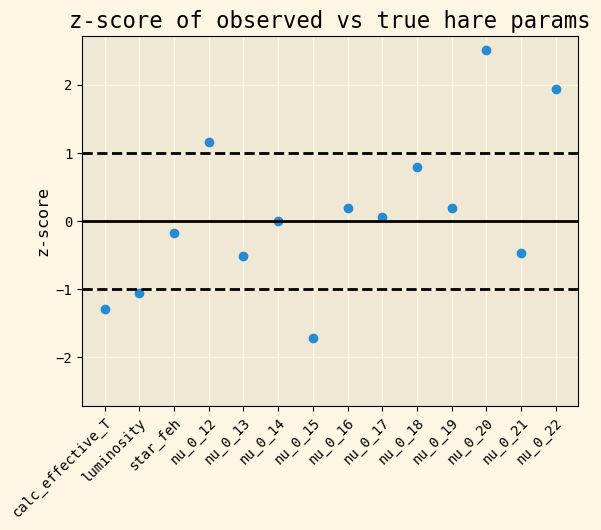 z-score of observed vs true hare params
z-score
2
1
0
−1
−2
calc_effective_T
luminosity
star_feh
nu_0_12
nu_0_13
nu_0_14
nu_0_15
nu_0_16
nu_0_17
nu_0_18
nu_0_19
nu_0_20
nu_0_21
nu_0_22